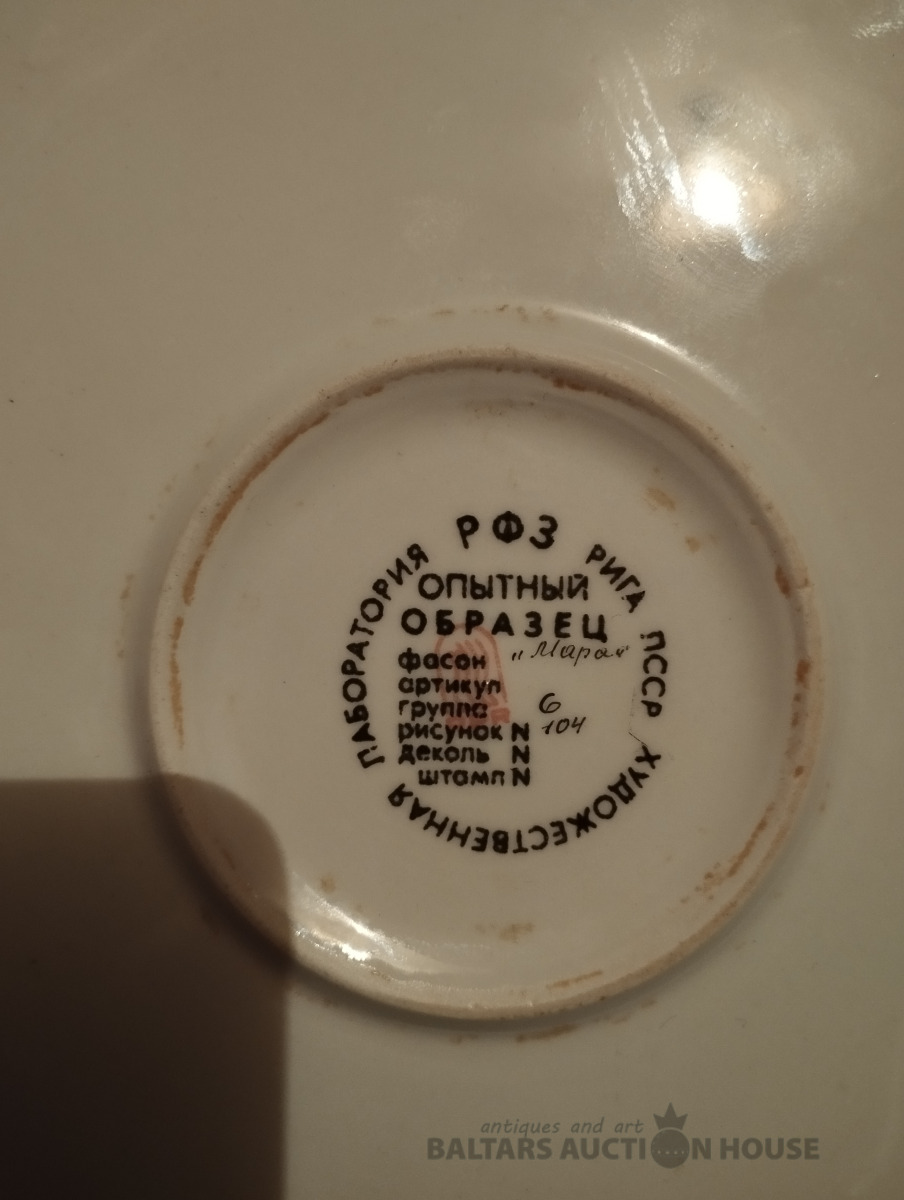 РФЗ
РИГА ЛССР ХУДОЖЕСТВЕННАЯ ЛАБОРАТОРИЯ
ОПЫТНЫЙ
ОБРАЗЕЦ
фасон "Мара"
артикул
группа 6
рисунок N 104
деколь N
штамп N
antiques and art
BALTARS AUCTION HOUSE